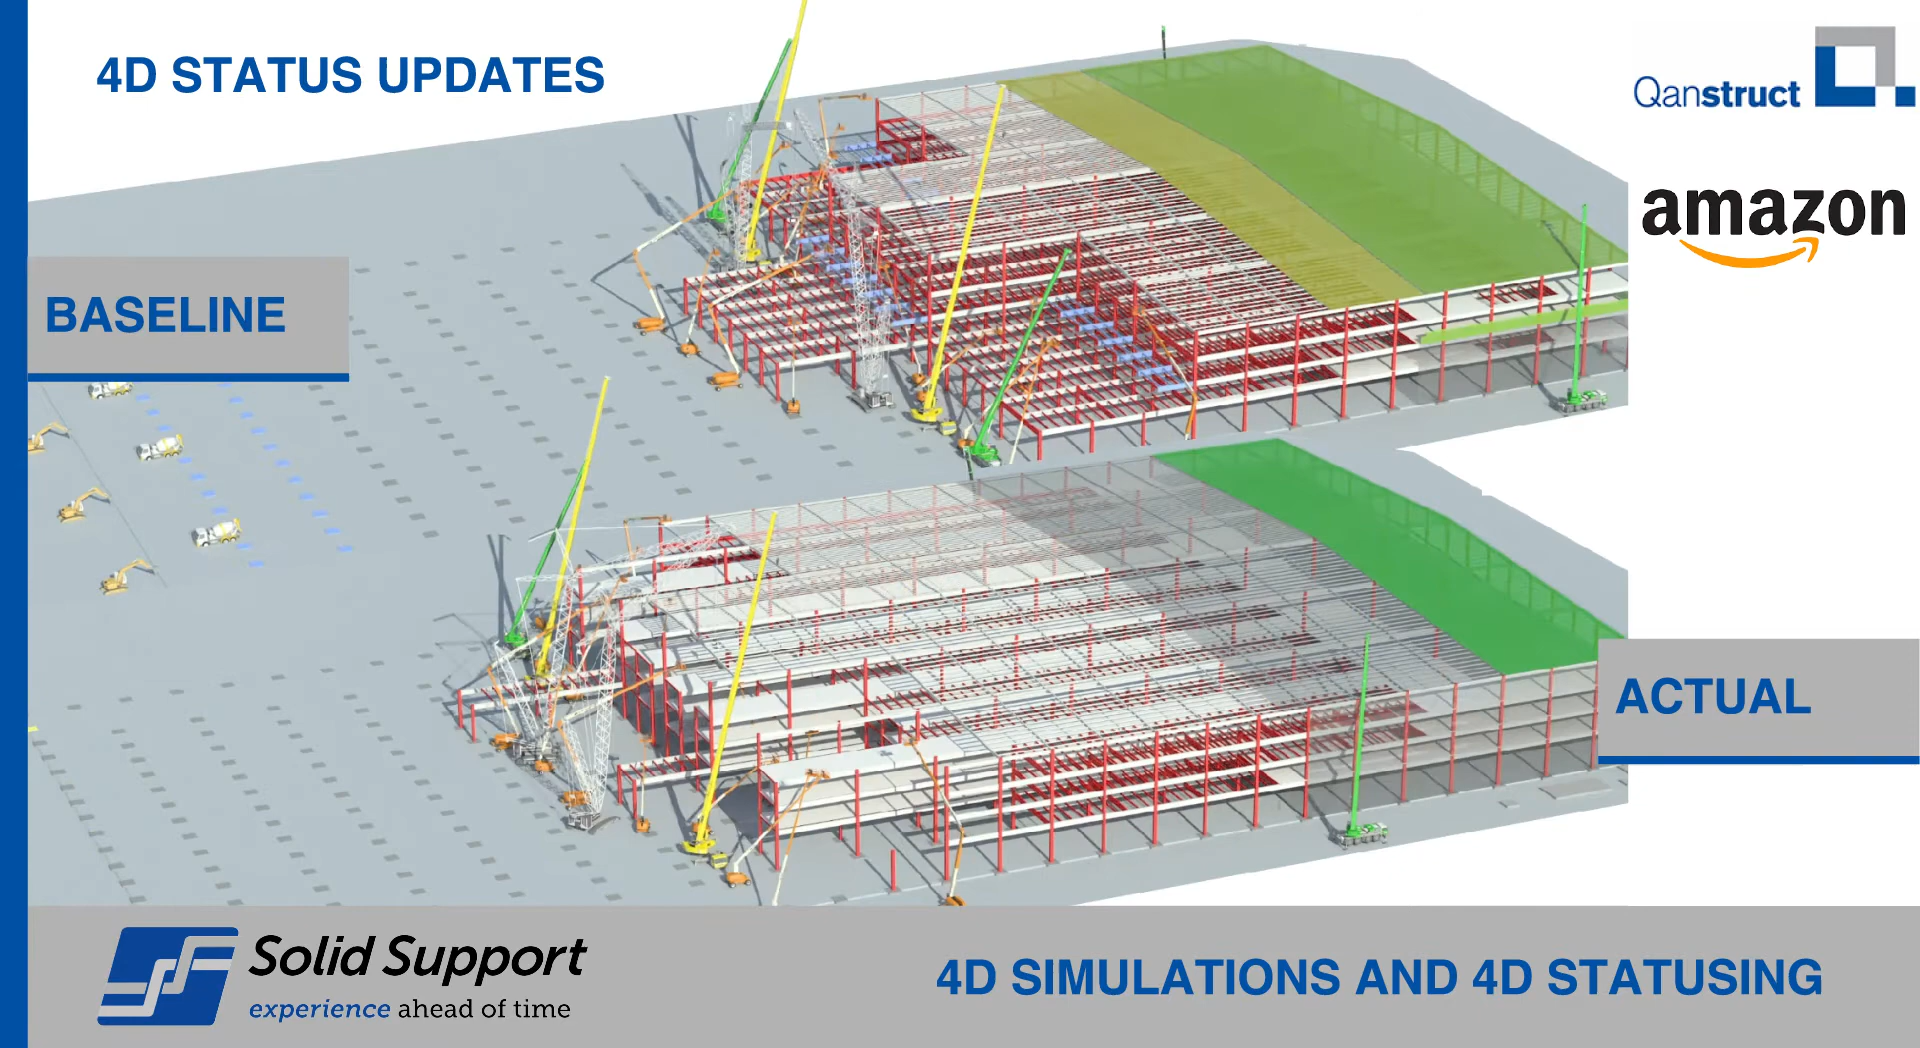 4D STATUS UPDATES
Qanstruct
amazon
BASELINE
ACTUAL
Solid Support
experience ahead of time
4D SIMULATIONS AND 4D STATUSING